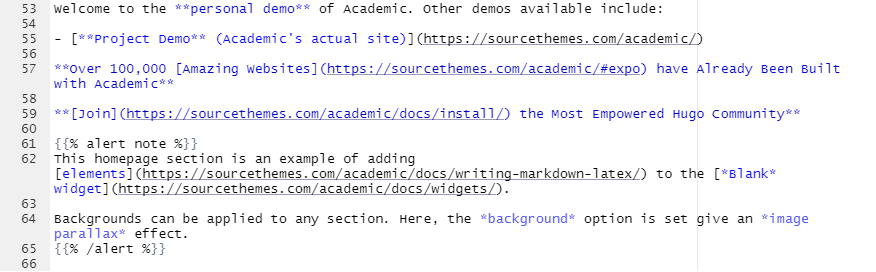 53 Welcome to the **personal demo** of Academic. Other demos available include:
54
55 - [**Project Demo** (Academic's actual site)](https://sourcethemes.com/academic/)
56
57 **Over 100,000 [Amazing Websites](https://sourcethemes.com/academic/#expo) have Already Been Built
with Academic**
58
59 **[Join](https://sourcethemes.com/academic/docs/install/) the Most Empowered Hugo Community**
60
61 {{% alert note %}}
62 This homepage section is an example of adding
[elements](https://sourcethemes.com/academic/docs/writing-markdown-latex/) to the [*Blank*
widget](https://sourcethemes.com/academic/docs/widgets/).
63
64 Backgrounds can be applied to any section. Here, the *background* option is set give an *image
parallax* effect.
65 {{% /alert %}}
66